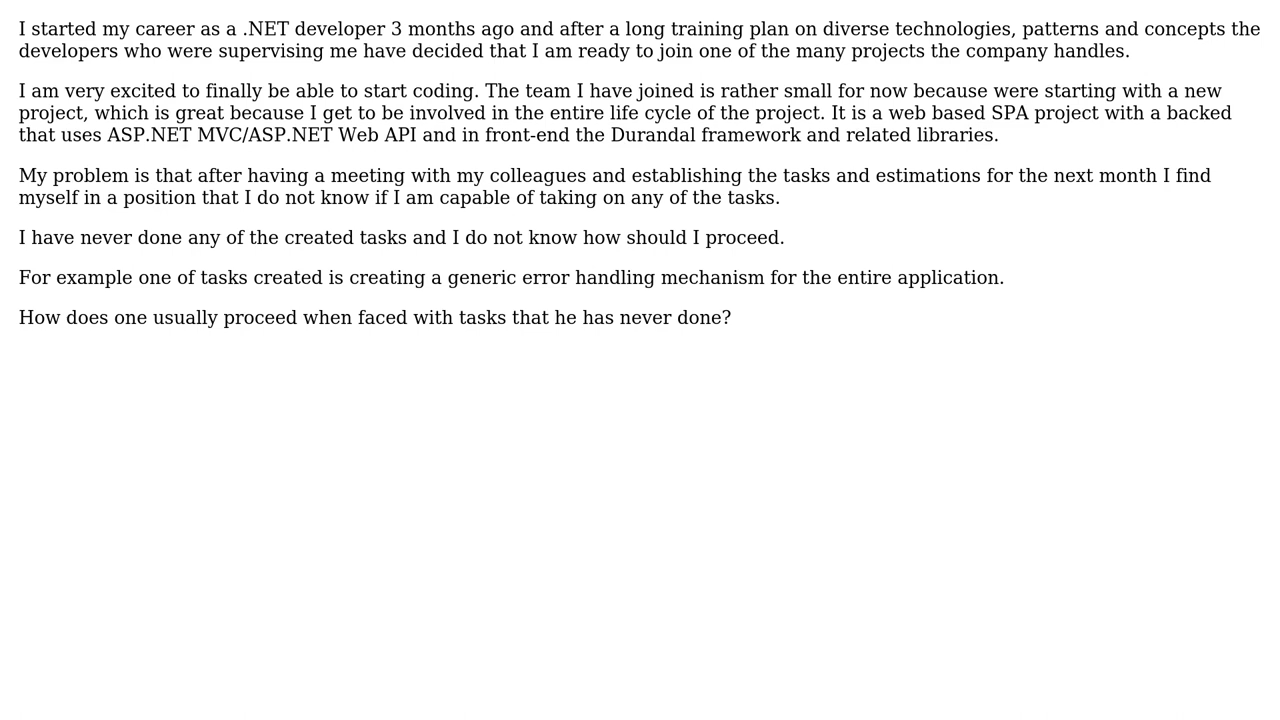 I started my career as a .NET developer 3 months ago and after a long training plan on diverse technologies, patterns and concepts the
developers who were supervising me have decided that I am ready to join one of the many projects the company handles.
I am very excited to finally be able to start coding. The team I have joined is rather small for now because were starting with a new
project, which is great because I get to be involved in the entire life cycle of the project. It is a web based SPA project with a backed
that uses ASP.NET MVC/ASP.NET Web API and in front-end the Durandal framework and related libraries.
My problem is that after having a meeting with my colleagues and establishing the tasks and estimations for the next month I find
myself in a position that I do not know if I am capable of taking on any of the tasks.
I have never done any of the created tasks and I do not know how should I proceed.
For example one of tasks created is creating a generic error handling mechanism for the entire application.
How does one usually proceed when faced with tasks that he has never done?